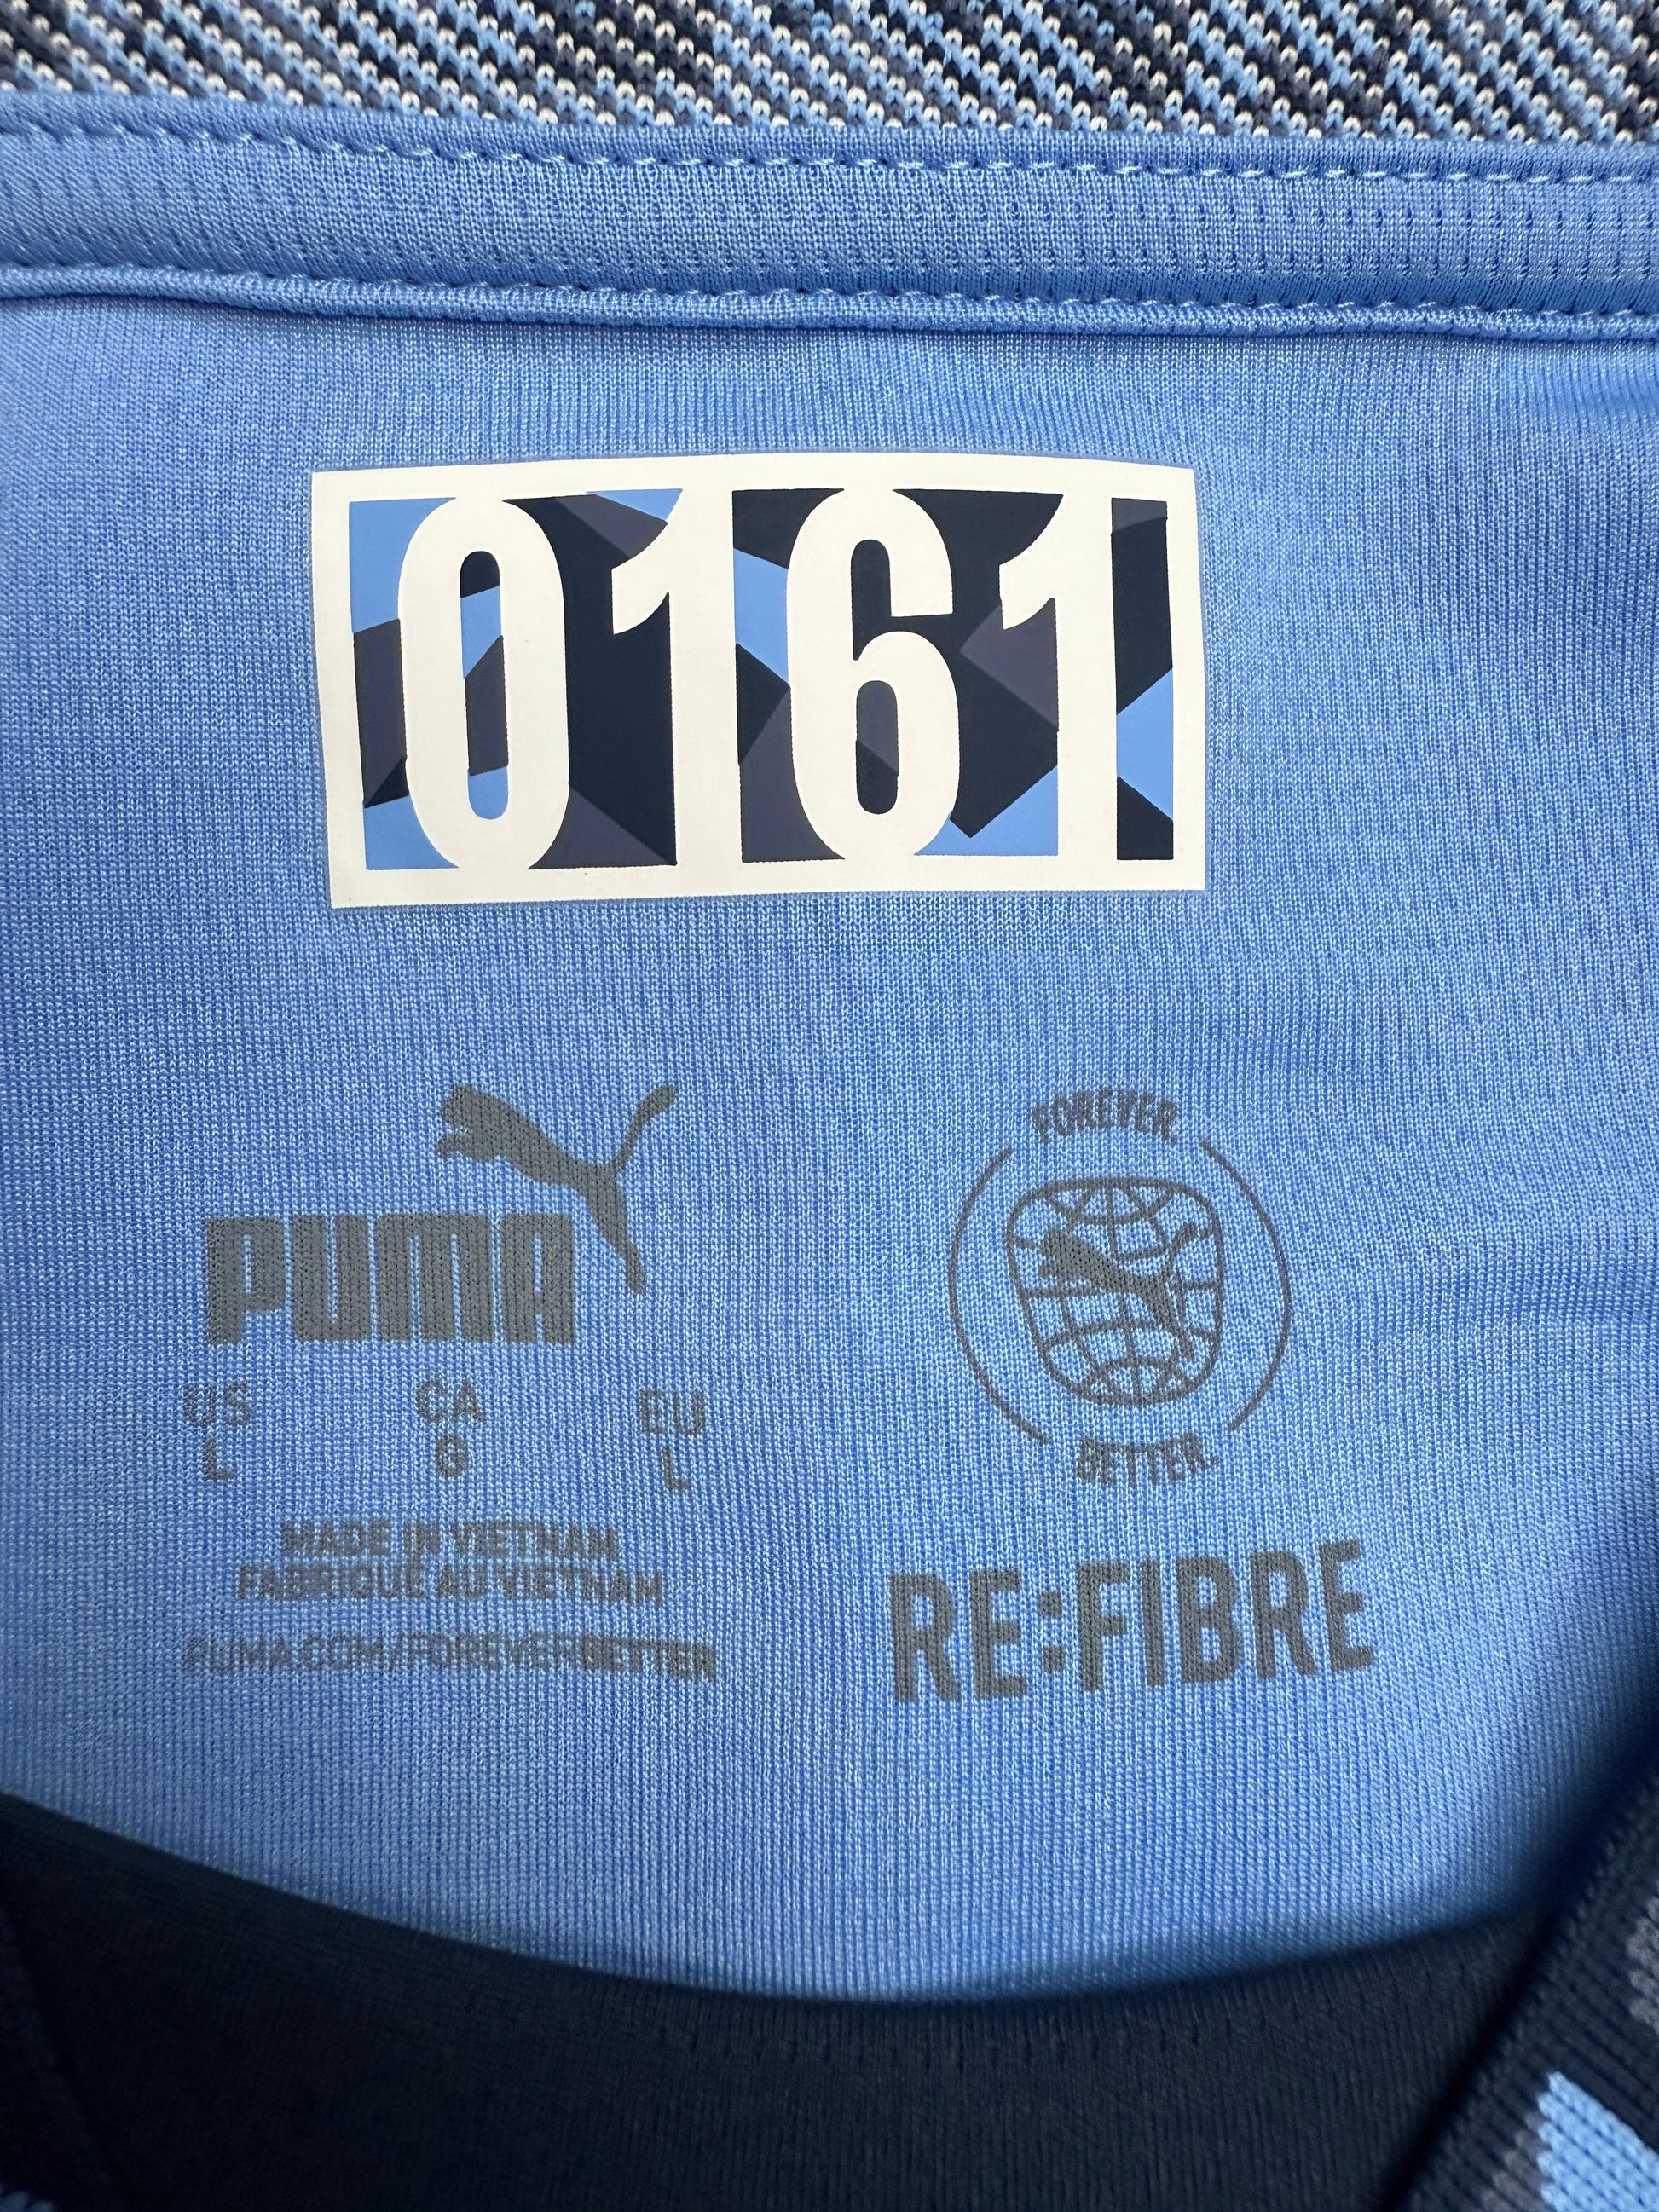 0161
PUMA
US CA EU
L G L
MADE IN VIETNAM
FABRIQUÉ AU VIETNAM
PUMA.COM/FOREVERBETTER
FOREVER.
BETTER.
RE:FIBRE